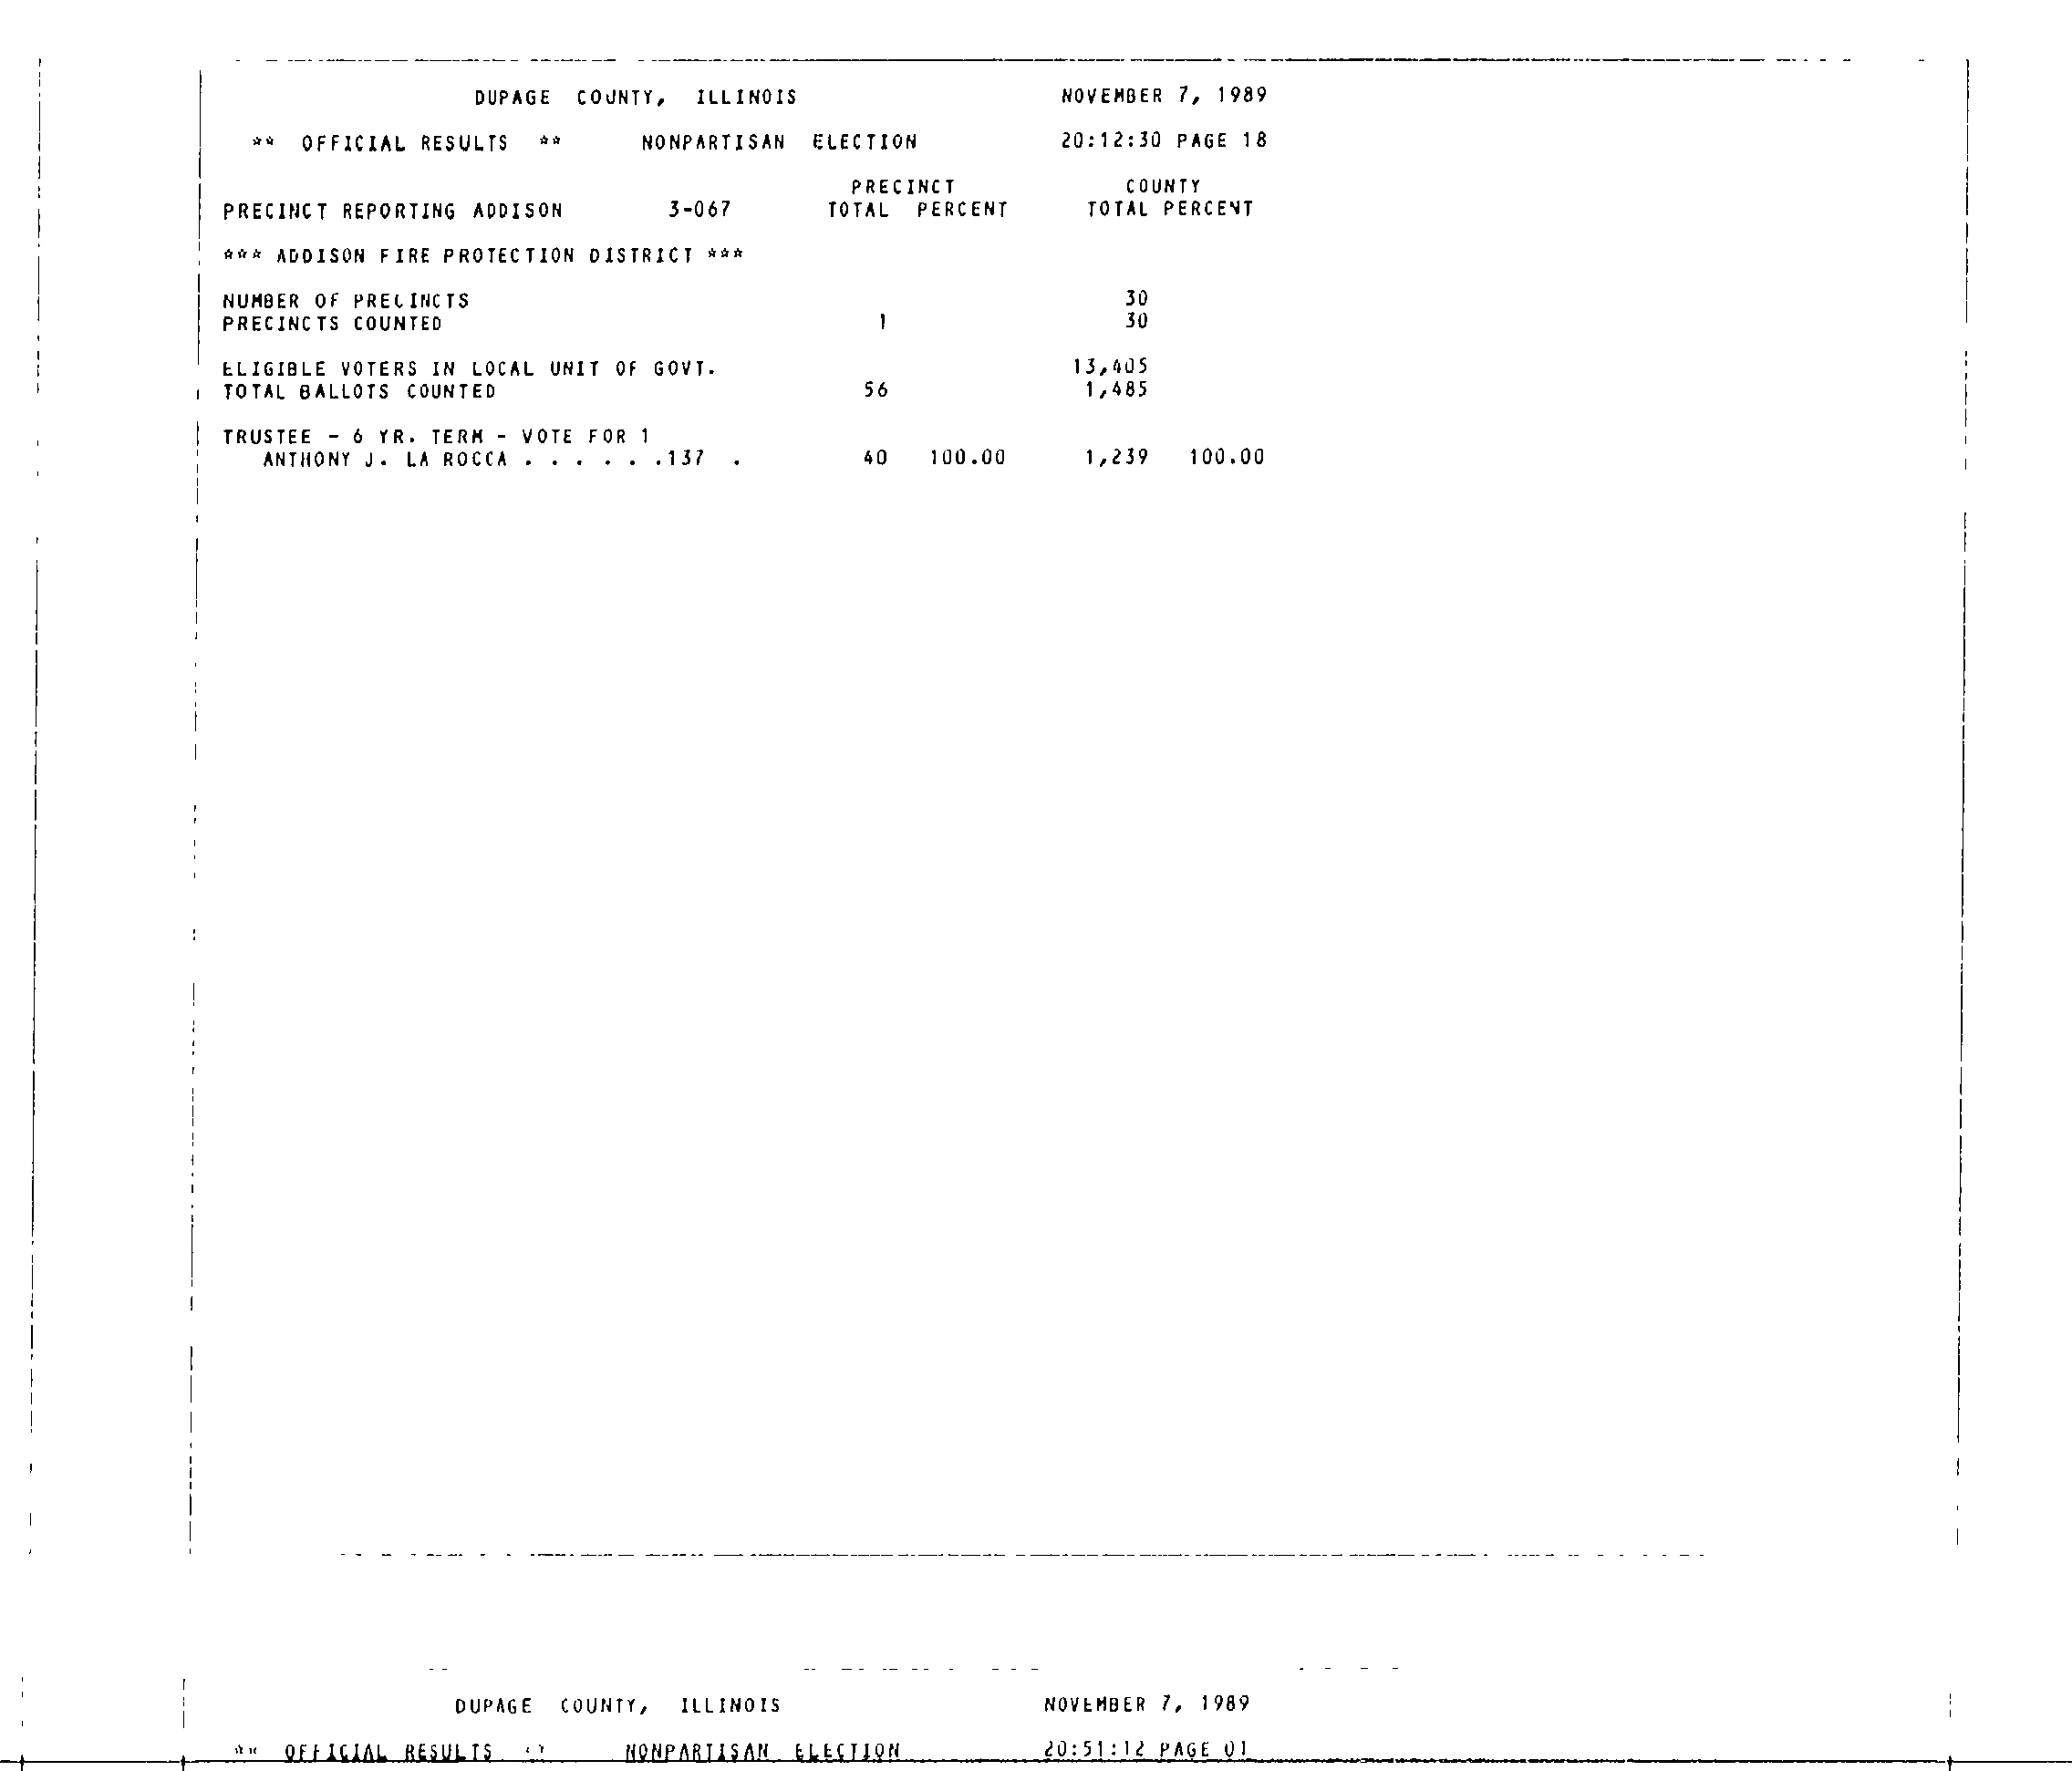 DUPAGE COUNTY, ILLINOIS NOVEMBER 7, 1989
** OFFICIAL RESULTS ** NONPARTISAN ELECTION 20:12:30 PAGE 18
PRECINCT COUNTY
PRECINCT REPORTING ADDISON 3-067 TOTAL PERCENT TOTAL PERCENT
*** ADDISON FIRE PROTECTION DISTRICT ***
NUMBER OF PRECINCTS 30
PRECINCTS COUNTED 1 30
ELIGIBLE VOTERS IN LOCAL UNIT OF GOVT. 13,405
TOTAL BALLOTS COUNTED 56 1,485
TRUSTEE - 6 YR. TERM - VOTE FOR 1
ANTHONY J. LA ROCCA . . . . . .137 . 40 100.00 1,239 100.00
DUPAGE COUNTY, ILLINOIS NOVEMBER 7, 1989
** OFFICIAL RESULTS NONPARTISAN ELECTION 20:51:12 PAGE 01